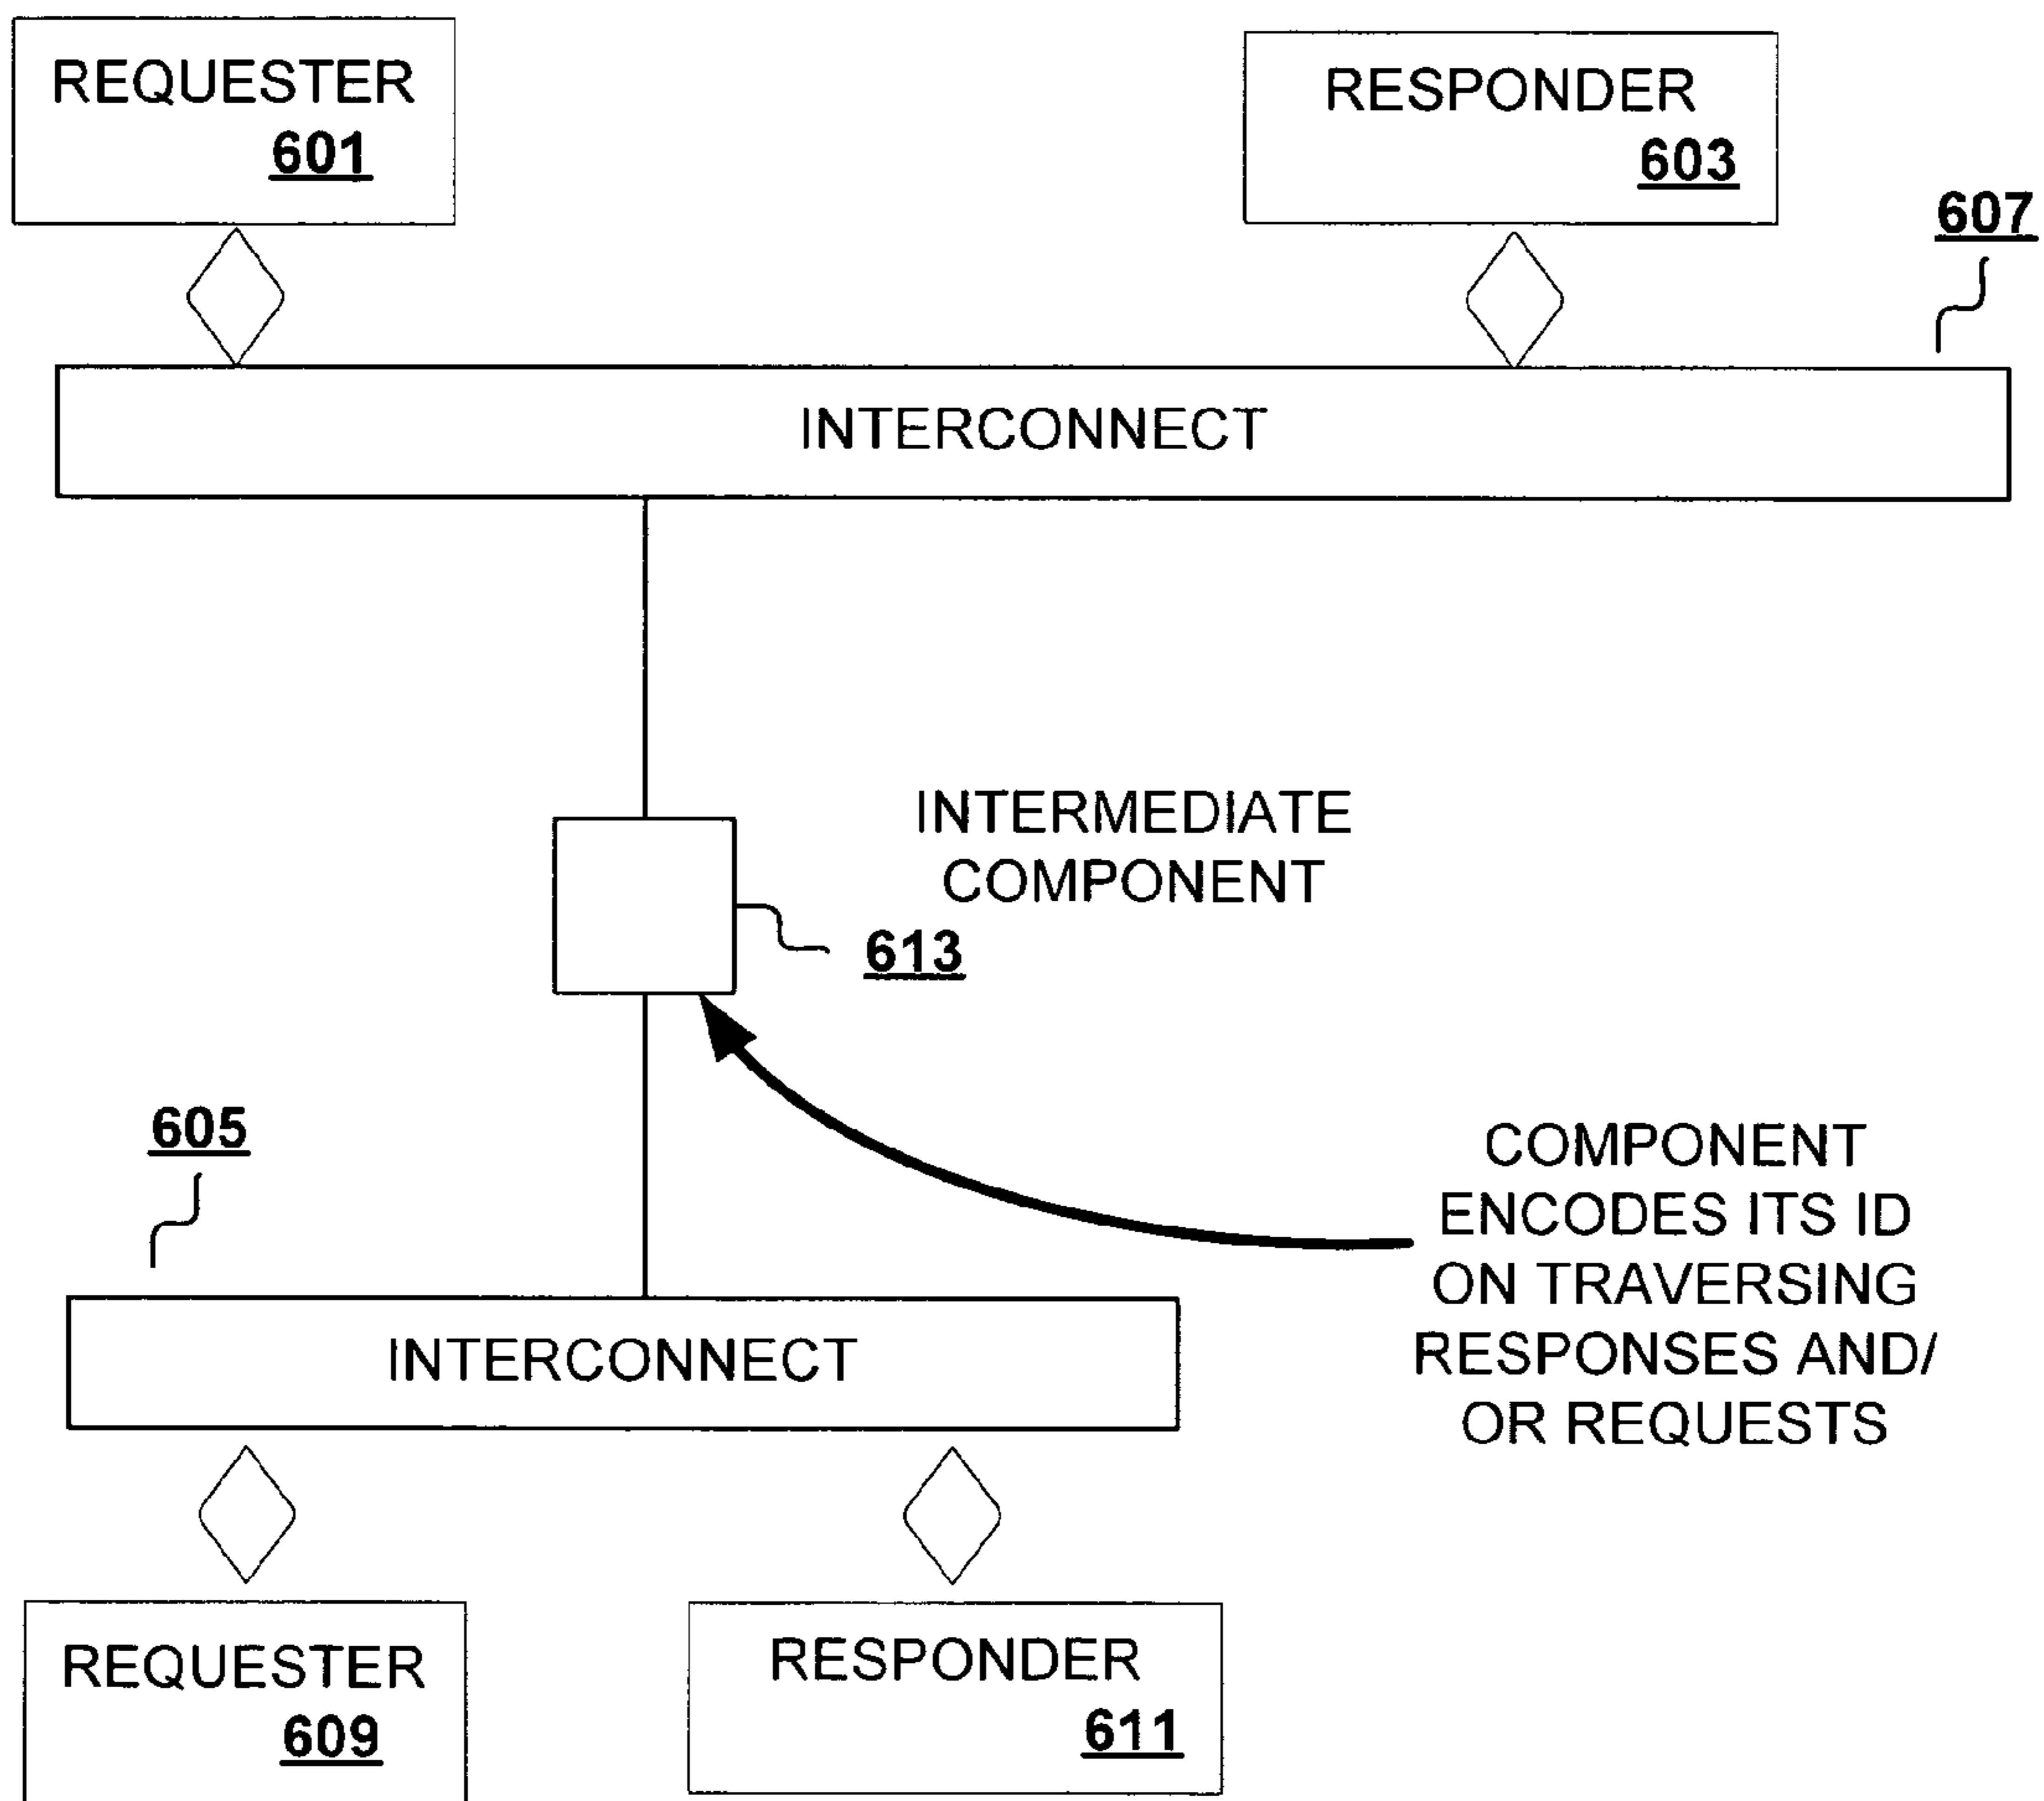 REQUESTER
601
RESPONDER
603
607
INTERCONNECT
INTERMEDIATE
COMPONENT
613
605
COMPONENT
ENCODES ITS ID
ON TRAVERSING
RESPONSES AND/
OR REQUESTS
INTERCONNECT
REQUESTER
609
RESPONDER
611